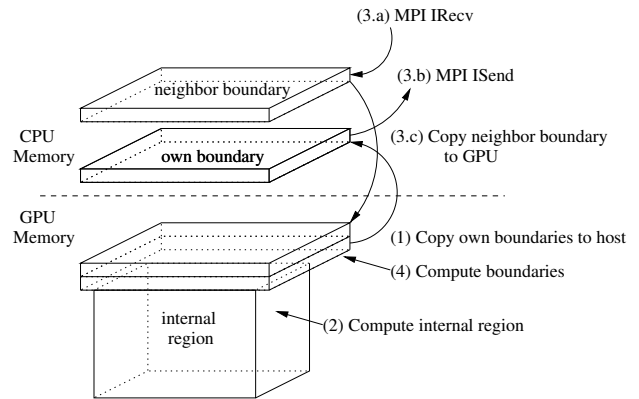 (3.a) MPI IRecv
neighbor boundary
(3.b) MPI ISend
CPU
Memory
own boundary
(3.c) Copy neighbor boundary
to GPU
GPU
Memory
(1) Copy own boundaries to host
(4) Compute boundaries
internal
region
(2) Compute internal region